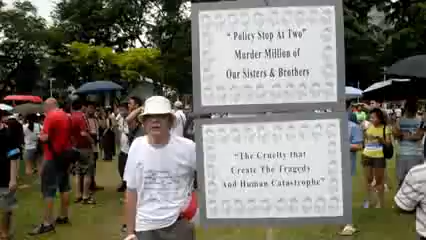 “ Policy Stop At Two”
Murder Million of
Our Sisters & Brothers
“The Cruelty that
Create The Tragedy
And Human Catastrophe”